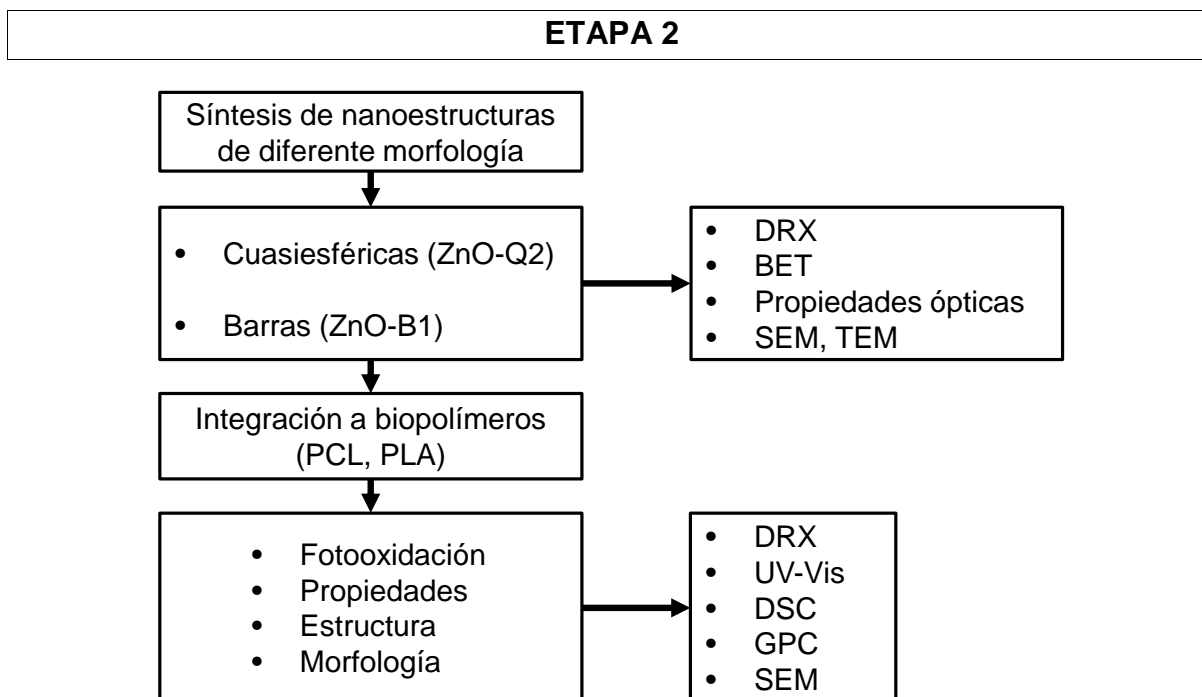 ETAPA 2
Síntesis de nanoestructuras
de diferente morfología
• Cuasiesféricas (ZnO-Q2)
• Barras (ZnO-B1)
• DRX
• BET
• Propiedades ópticas
• SEM, TEM
Integración a biopolímeros
(PCL, PLA)
• Fotooxidación
• Propiedades
• Estructura
• Morfología
• DRX
• UV-Vis
• DSC
• GPC
• SEM